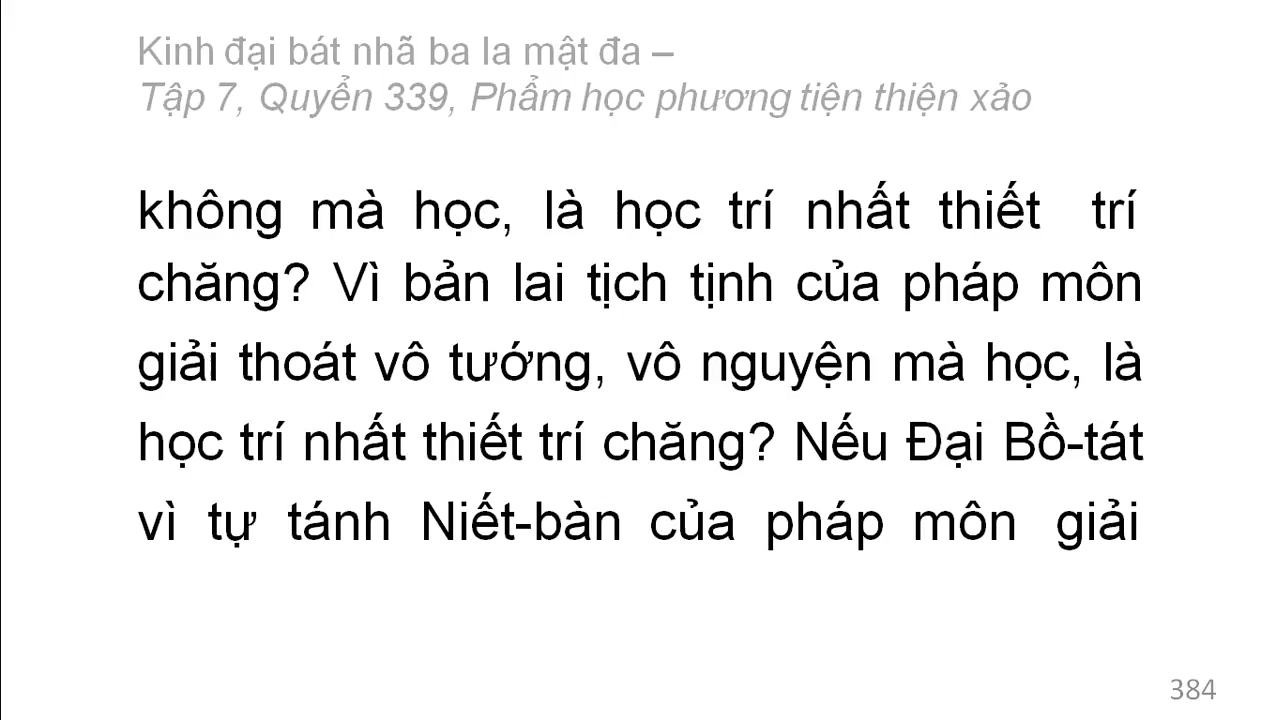 Kinh đại bát nhã ba la mật đa –
Tập 7, Quyển 339, Phẩm học phương tiện thiện xảo
không mà học, là học trí nhất thiết trí
chăng? Vì bản lai tịch tịnh của pháp môn
giải thoát vô tướng, vô nguyện mà học, là
học trí nhất thiết trí chăng? Nếu Đại Bồ-tát
vì tự tánh Niết-bàn của pháp môn giải
384